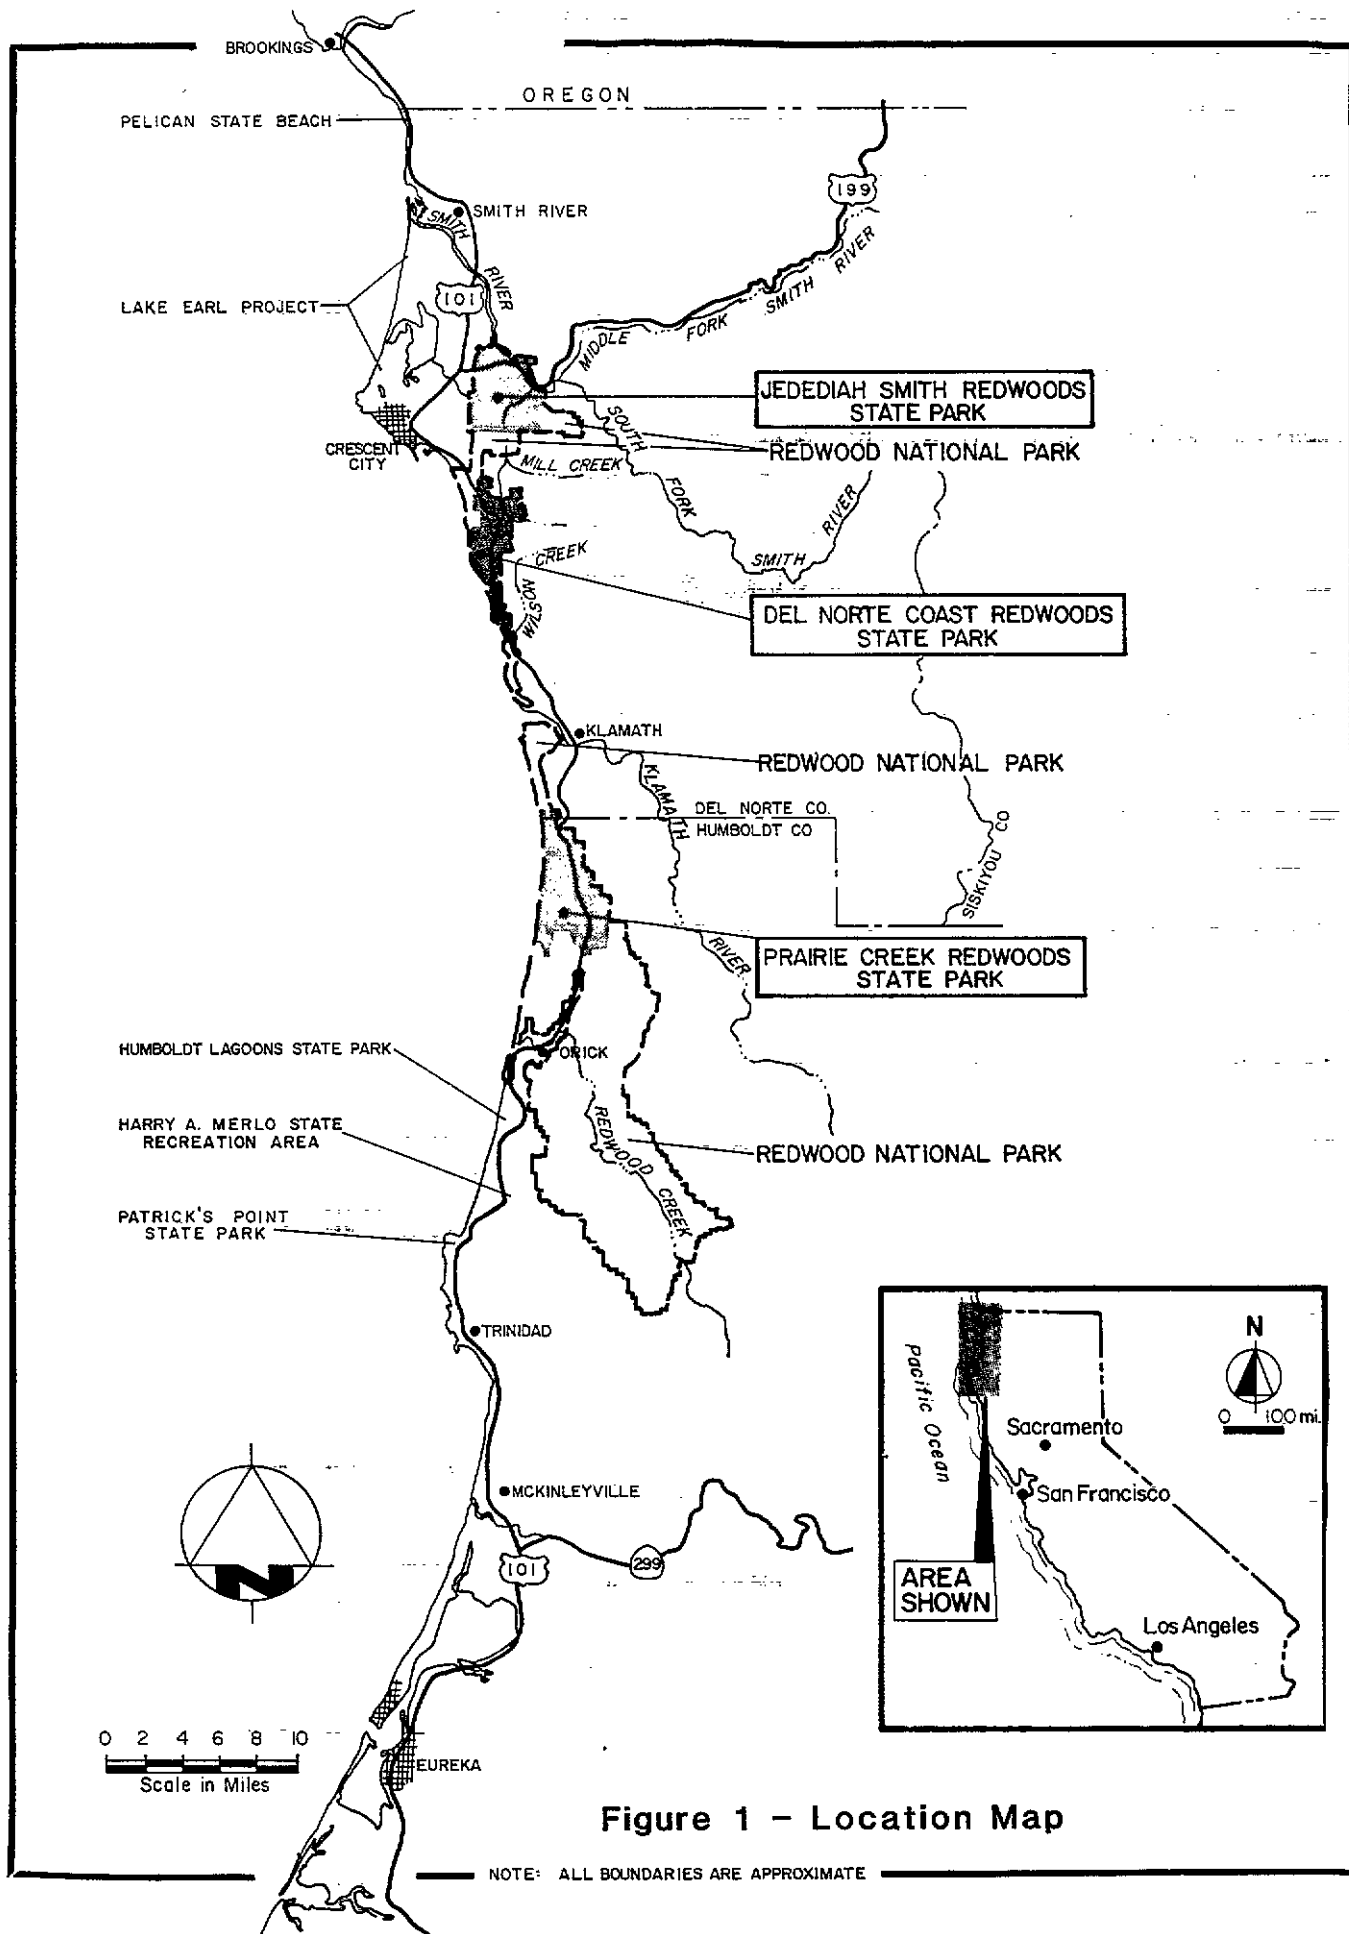 BROOKINGS
OREGON
PELICAN STATE BEACH
199
SMITH RIVER
SMITH
RIVER
101
LAKE EARL PROJECT
MIDDLE
FORK
SMITH
RIVER
JEDEDIAH SMITH REDWOODS
STATE PARK
REDWOOD NATIONAL PARK
CRESCENT
CITY
MILL CREEK
SOUTH
FORK
SMITH
RIVER
WILSON
CREEK
DEL NORTE COAST REDWOODS
STATE PARK
KLAMATH
REDWOOD NATIONAL PARK
KLAMATH
RIVER
DEL NORTE CO.
HUMBOLDT CO
SISKIYOU CO
PRAIRIE CREEK REDWOODS
STATE PARK
HUMBOLDT LAGOONS STATE PARK
ORICK
HARRY A. MERLO STATE
RECREATION AREA
REDWOOD CREEK
REDWOOD NATIONAL PARK
PATRICK'S POINT
STATE PARK
TRINIDAD
MCKINLEYVILLE
299
101
N
EUREKA
0 2 4 6 8 10
Scale in Miles
Pacific Ocean
N
0 100 mi.
Sacramento
San Francisco
AREA
SHOWN
Los Angeles
Figure 1 – Location Map
NOTE: ALL BOUNDARIES ARE APPROXIMATE